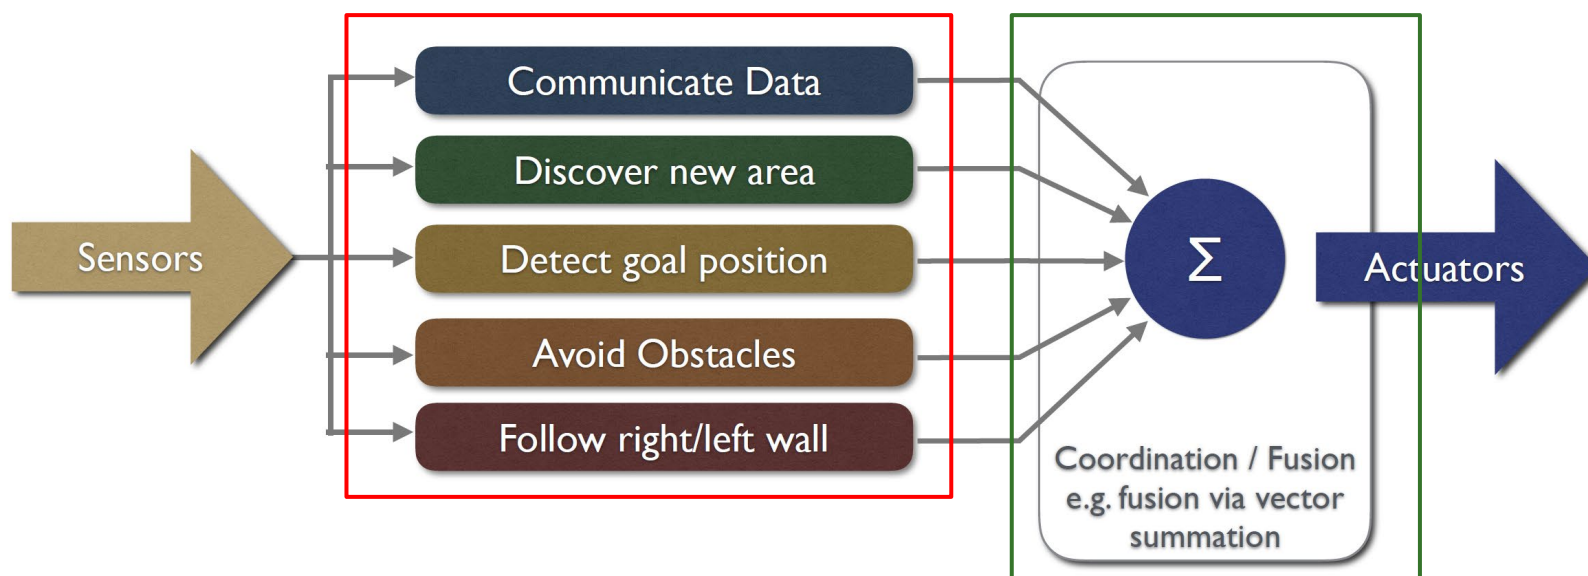 Sensors
Communicate Data
Discover new area
Detect goal position
Avoid Obstacles
Follow right/left wall
Σ
Coordination / Fusion
e.g. fusion via vector
summation
Actuators